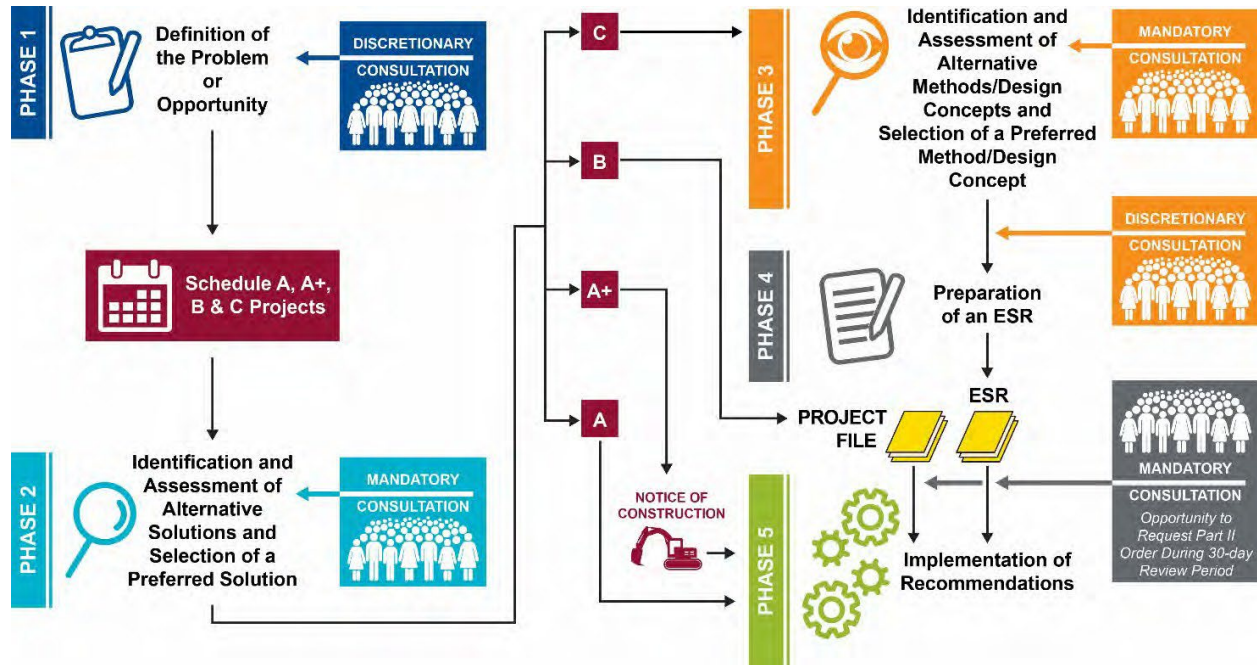 PHASE 1
Definition of
the Problem
or
Opportunity
DISCRETIONARY
CONSULTATION
Schedule A, A+,
B & C Projects
PHASE 2
Identification and
Assessment of
Alternative
Solutions and
Selection of a
Preferred Solution
MANDATORY
CONSULTATION
C
B
A+
A
NOTICE OF
CONSTRUCTION
PHASE 3
Identification and
Assessment of
Alternative
Methods/Design
Concepts and
Selection of a Preferred
Method/Design
Concept
MANDATORY
CONSULTATION
DISCRETIONARY
CONSULTATION
PHASE 4
Preparation
of an ESR
ESR
PROJECT
FILE
MANDATORY
CONSULTATION
Opportunity to
Request Part II
Order During 30-day
Review Period
PHASE 5
Implementation of
Recommendations